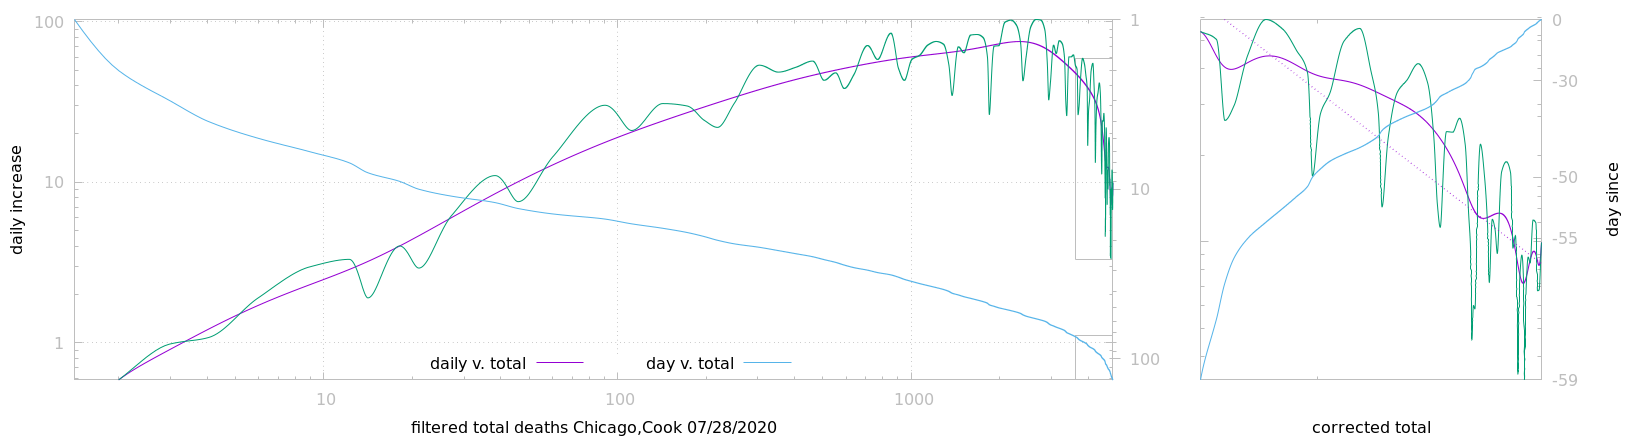 100
10
1
daily increase
10
100
1000
filtered total deaths Chicago,Cook 07/28/2020
daily v. total
day v. total
1
10
100
0
-30
-50
-55
-59
day since
corrected total